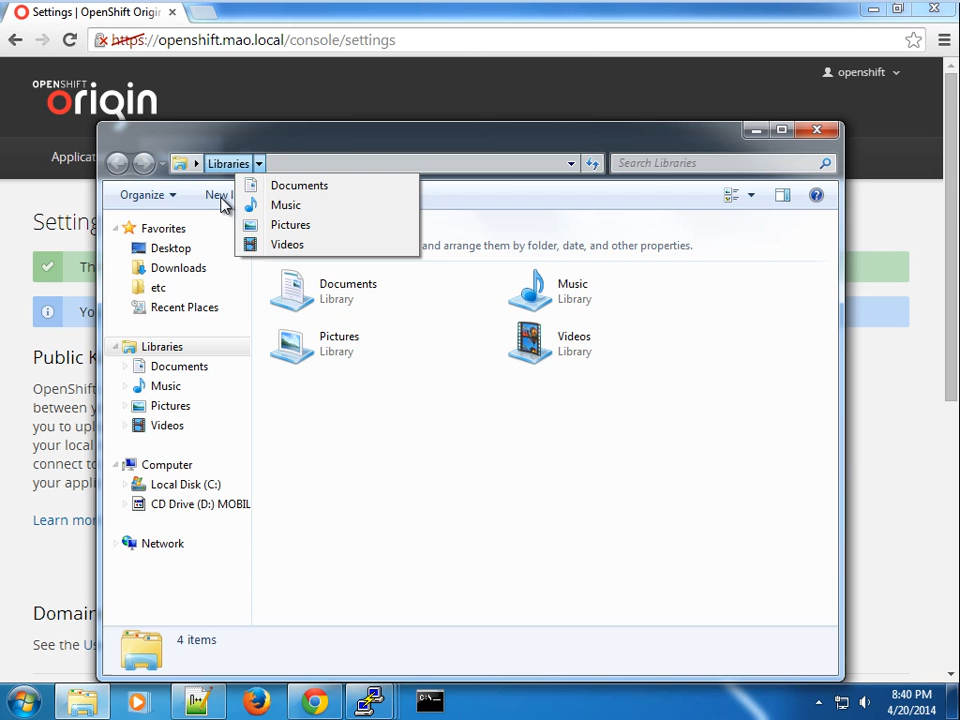 Settings | OpenShift Origin
https://openshift.mao.local/console/settings
OPENSHIFT
origin
openshift
Libraries
Search Libraries
Organize
New
Documents
Music
Pictures
Videos
and arrange them by folder, date, and other properties.
Favorites
Desktop
Downloads
etc
Recent Places
Libraries
Documents
Music
Pictures
Videos
Computer
Local Disk (C:)
CD Drive (D:) MOBIL
Network
Documents
Library
Music
Library
Pictures
Library
Videos
Library
4 items
Applicat
Setting
Th
Yo
Public K
OpenShift
between y
you to upl
your local
connect to
your applic
Learn mor
Domain
See the Us
8:40 PM
4/20/2014